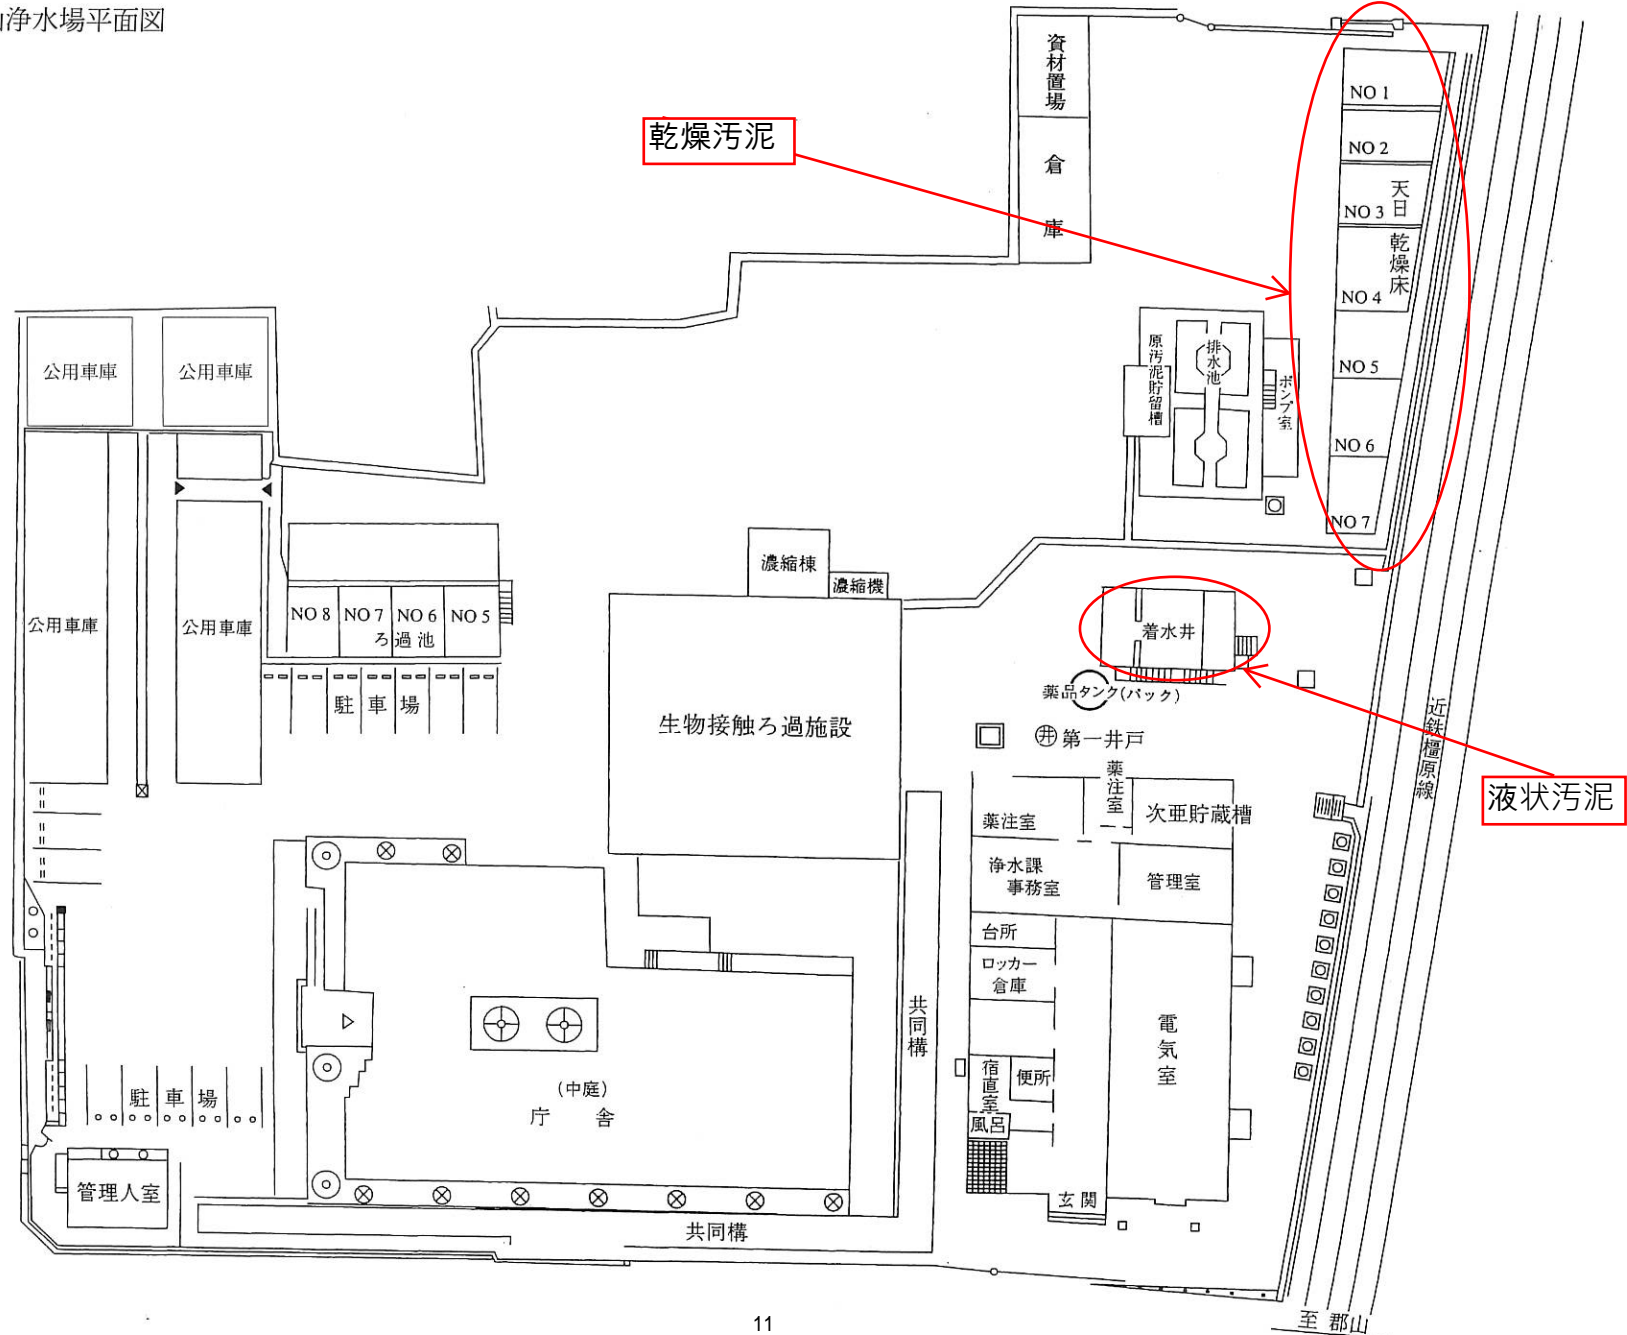 浄水場平面図
資材置場
倉庫
乾燥汚泥
NO 1
NO 2
NO 3
NO 4
NO 5
NO 6
NO 7
天日乾燥床
原汚泥貯留槽
排水池
ポンプ室
公用車庫
公用車庫
公用車庫
公用車庫
NO 8
NO 7
NO 6
NO 5
ろ過池
駐車場
濃縮棟
濃縮機
生物接触ろ過施設
着水井
薬品タンク(パック)
井 第一井戸
近鉄橿原線
液状汚泥
薬注室
薬注室
次亜貯蔵槽
浄水課
事務室
管理室
台所
ロッカー
倉庫
電気室
宿直室
便所
風呂
玄関
共同構
(中庭)
庁舎
駐車場
管理人室
共同構
至 郡山
11